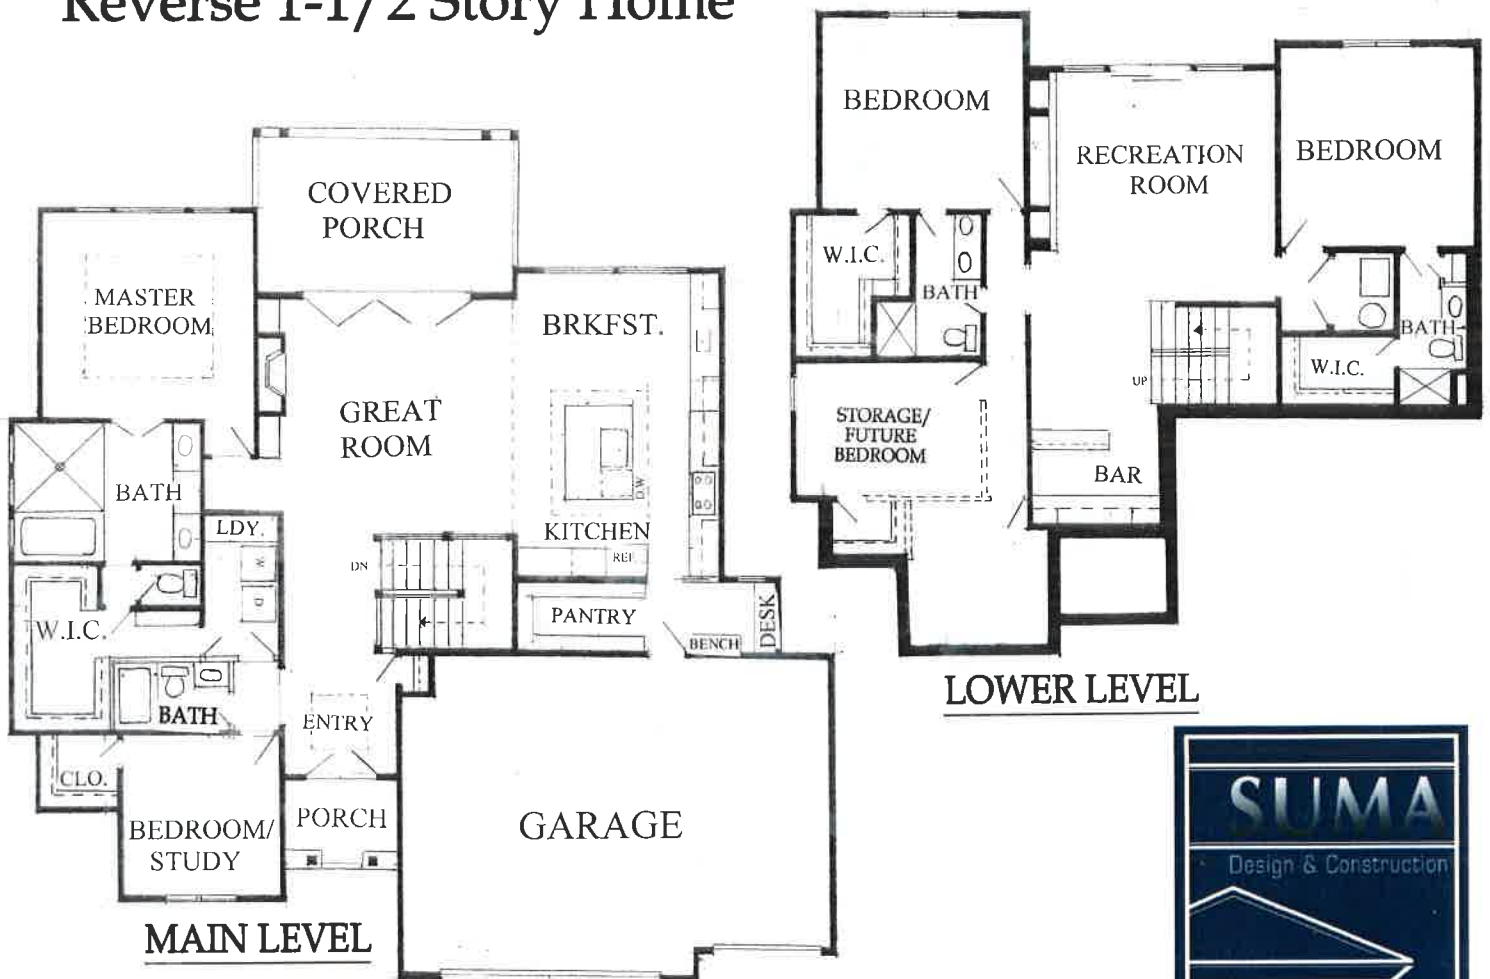 Reverse 1-1/2 Story Home
COVERED
PORCH
MASTER
BEDROOM
BRKFST.
GREAT
ROOM
BATH
D.W
KITCHEN
REF
LDY.
W
D
DN
PANTRY
W.I.C.
BENCH
DESK
BATH
ENTRY
CLO.
BEDROOM/
STUDY
PORCH
GARAGE
MAIN LEVEL
BEDROOM
RECREATION
ROOM
BEDROOM
W.I.C.
BATH
BATH
W.I.C.
UP
STORAGE/
FUTURE
BEDROOM
BAR
LOWER LEVEL
SUMA
Design & Construction